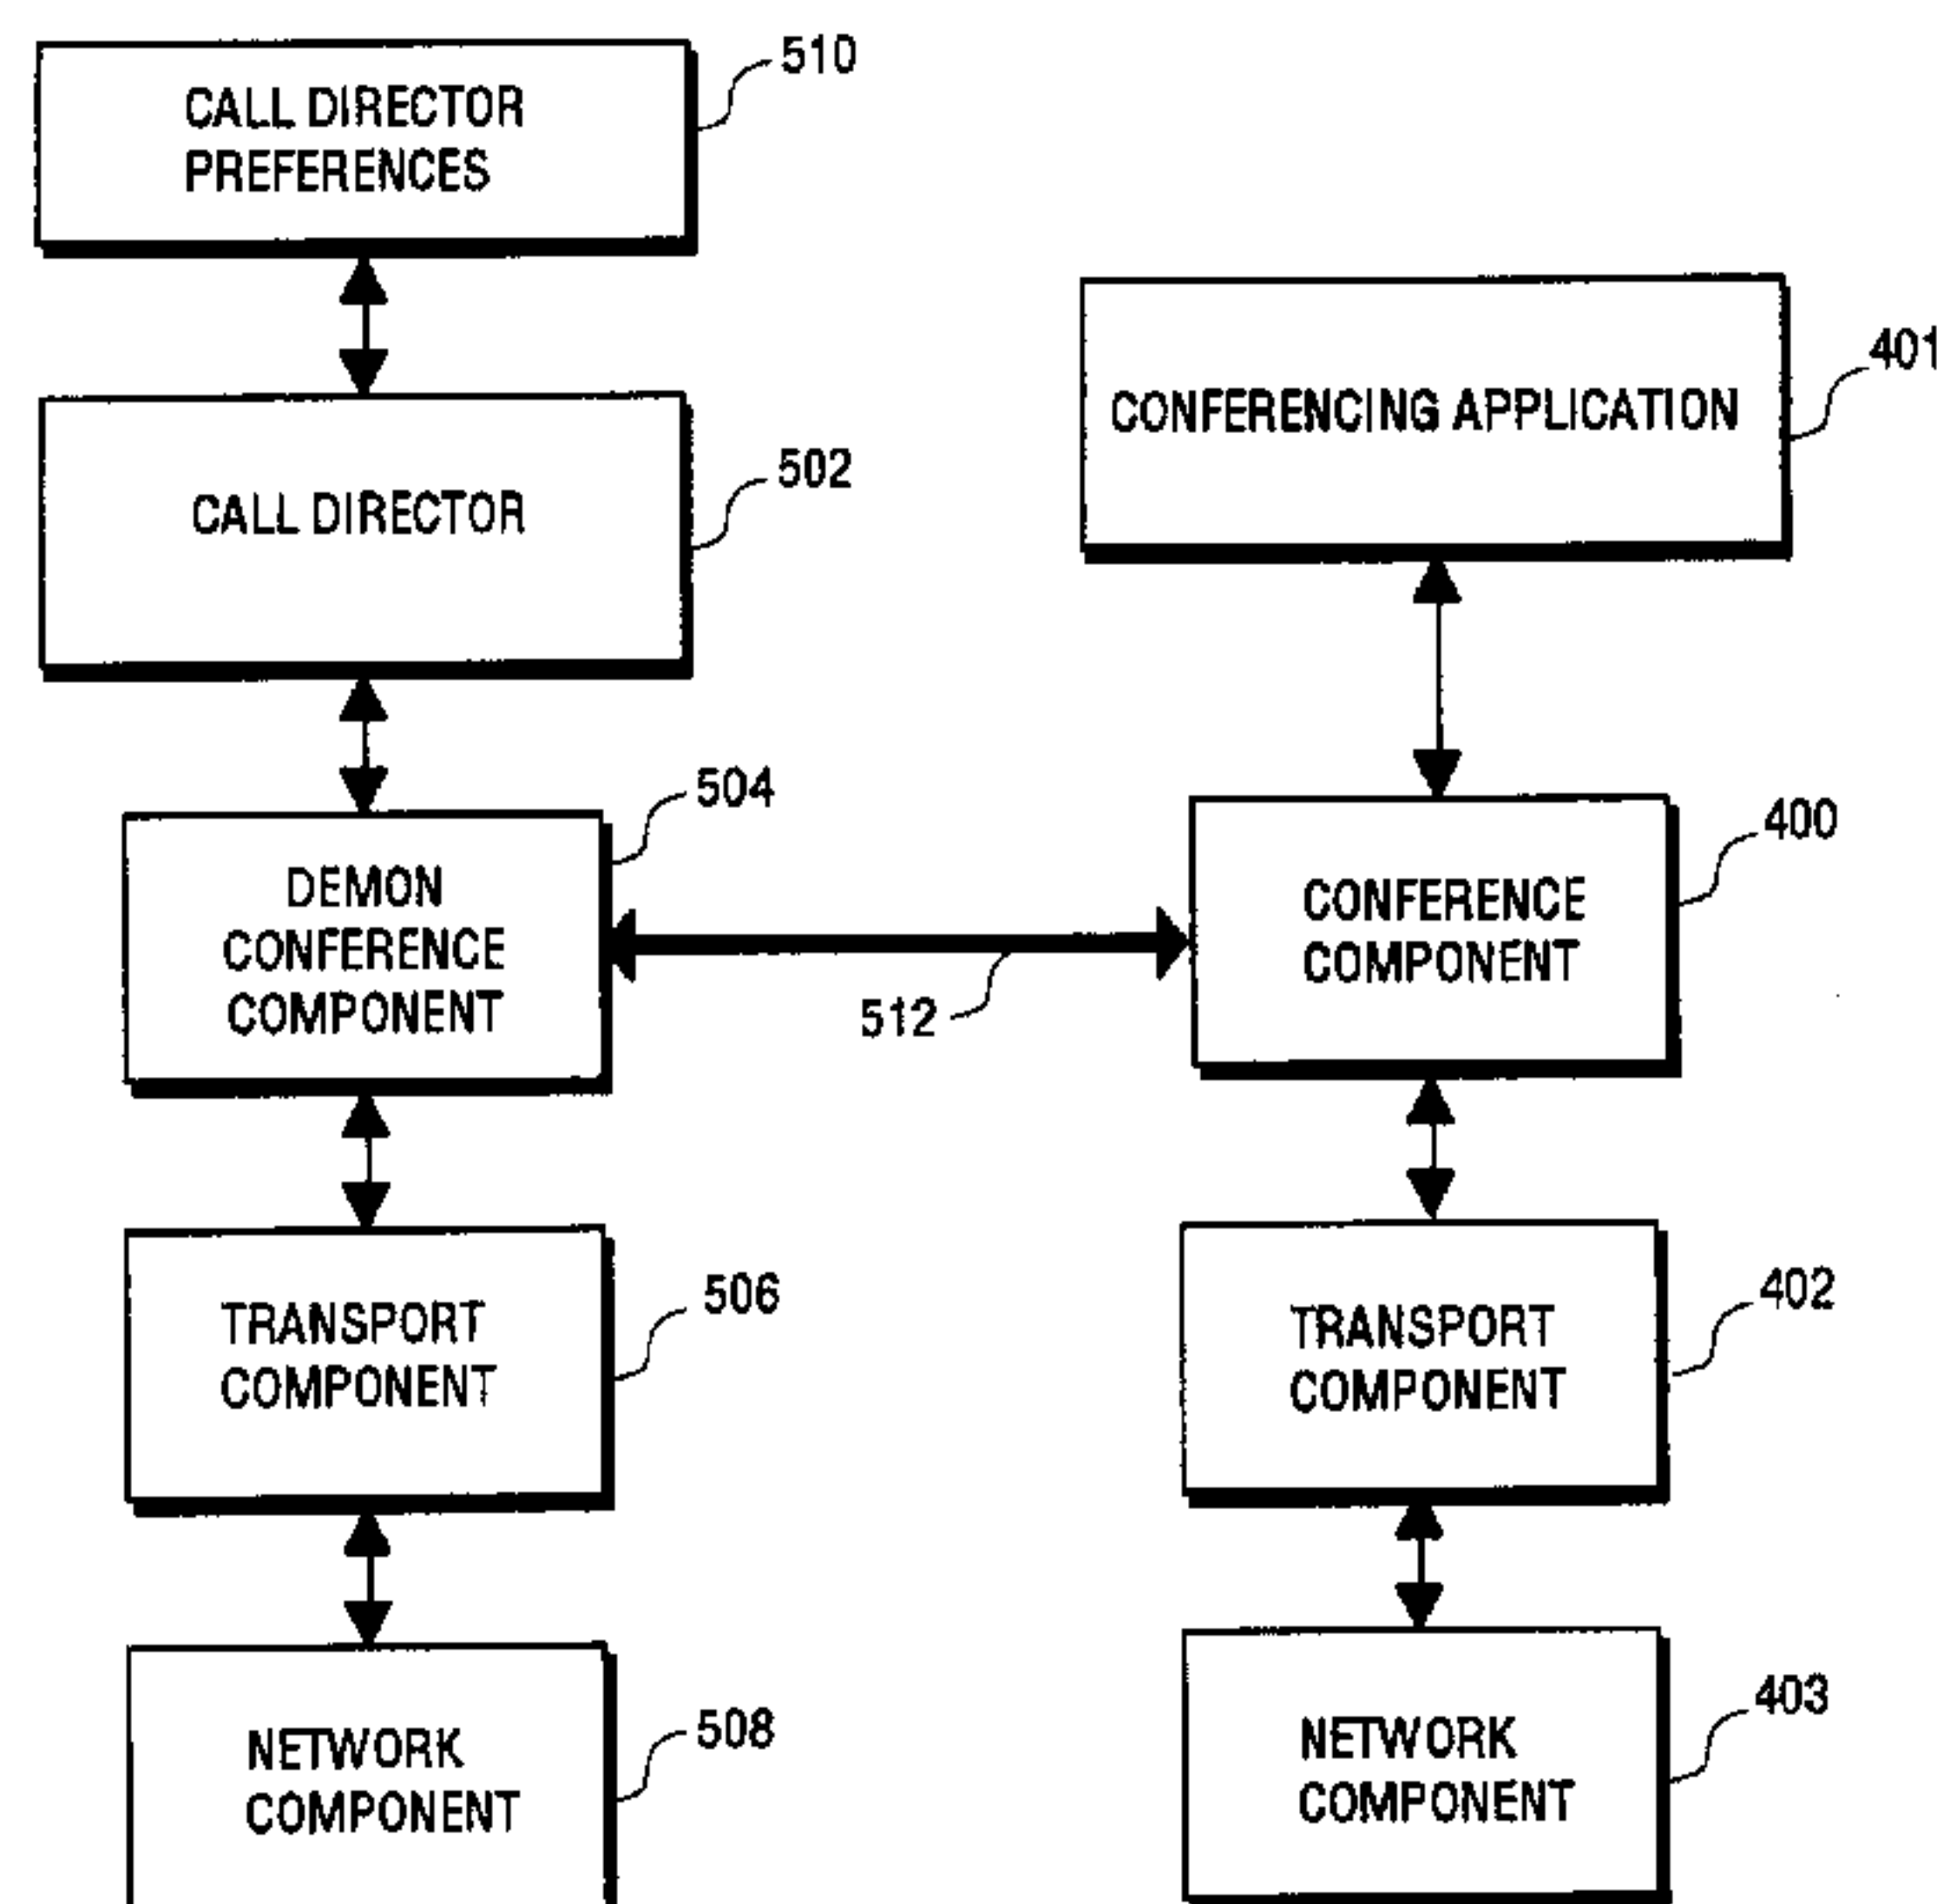 510
CALL DIRECTOR
PREFERENCES
401
CONFERENCING APPLICATION
502
CALL DIRECTOR
504
DEMON
CONFERENCE
COMPONENT
400
CONFERENCE
COMPONENT
512
506
TRANSPORT
COMPONENT
402
TRANSPORT
COMPONENT
508
NETWORK
COMPONENT
403
NETWORK
COMPONENT